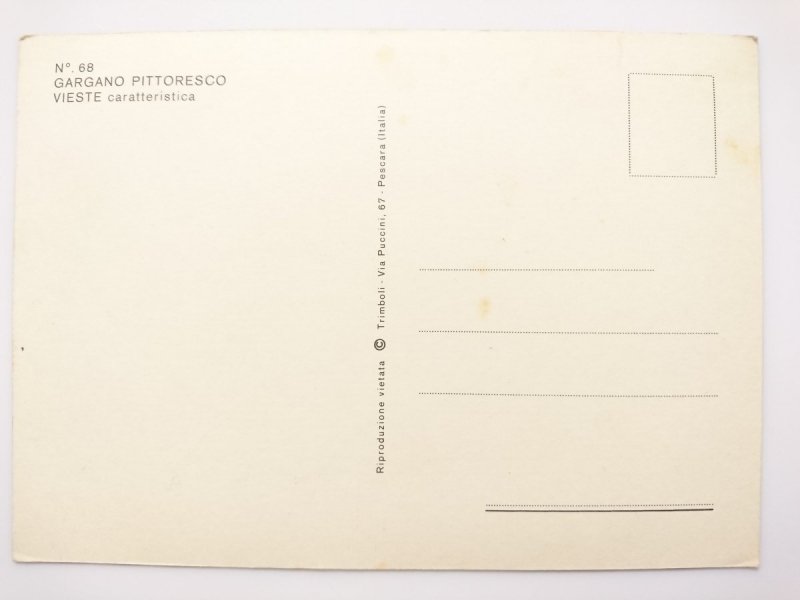 N°. 68
GARGANO PITTORESCO
VIESTE caratteristica
Riproduzione vietata © Trimboli - Via Puccini, 67 - Pescara (Italia)